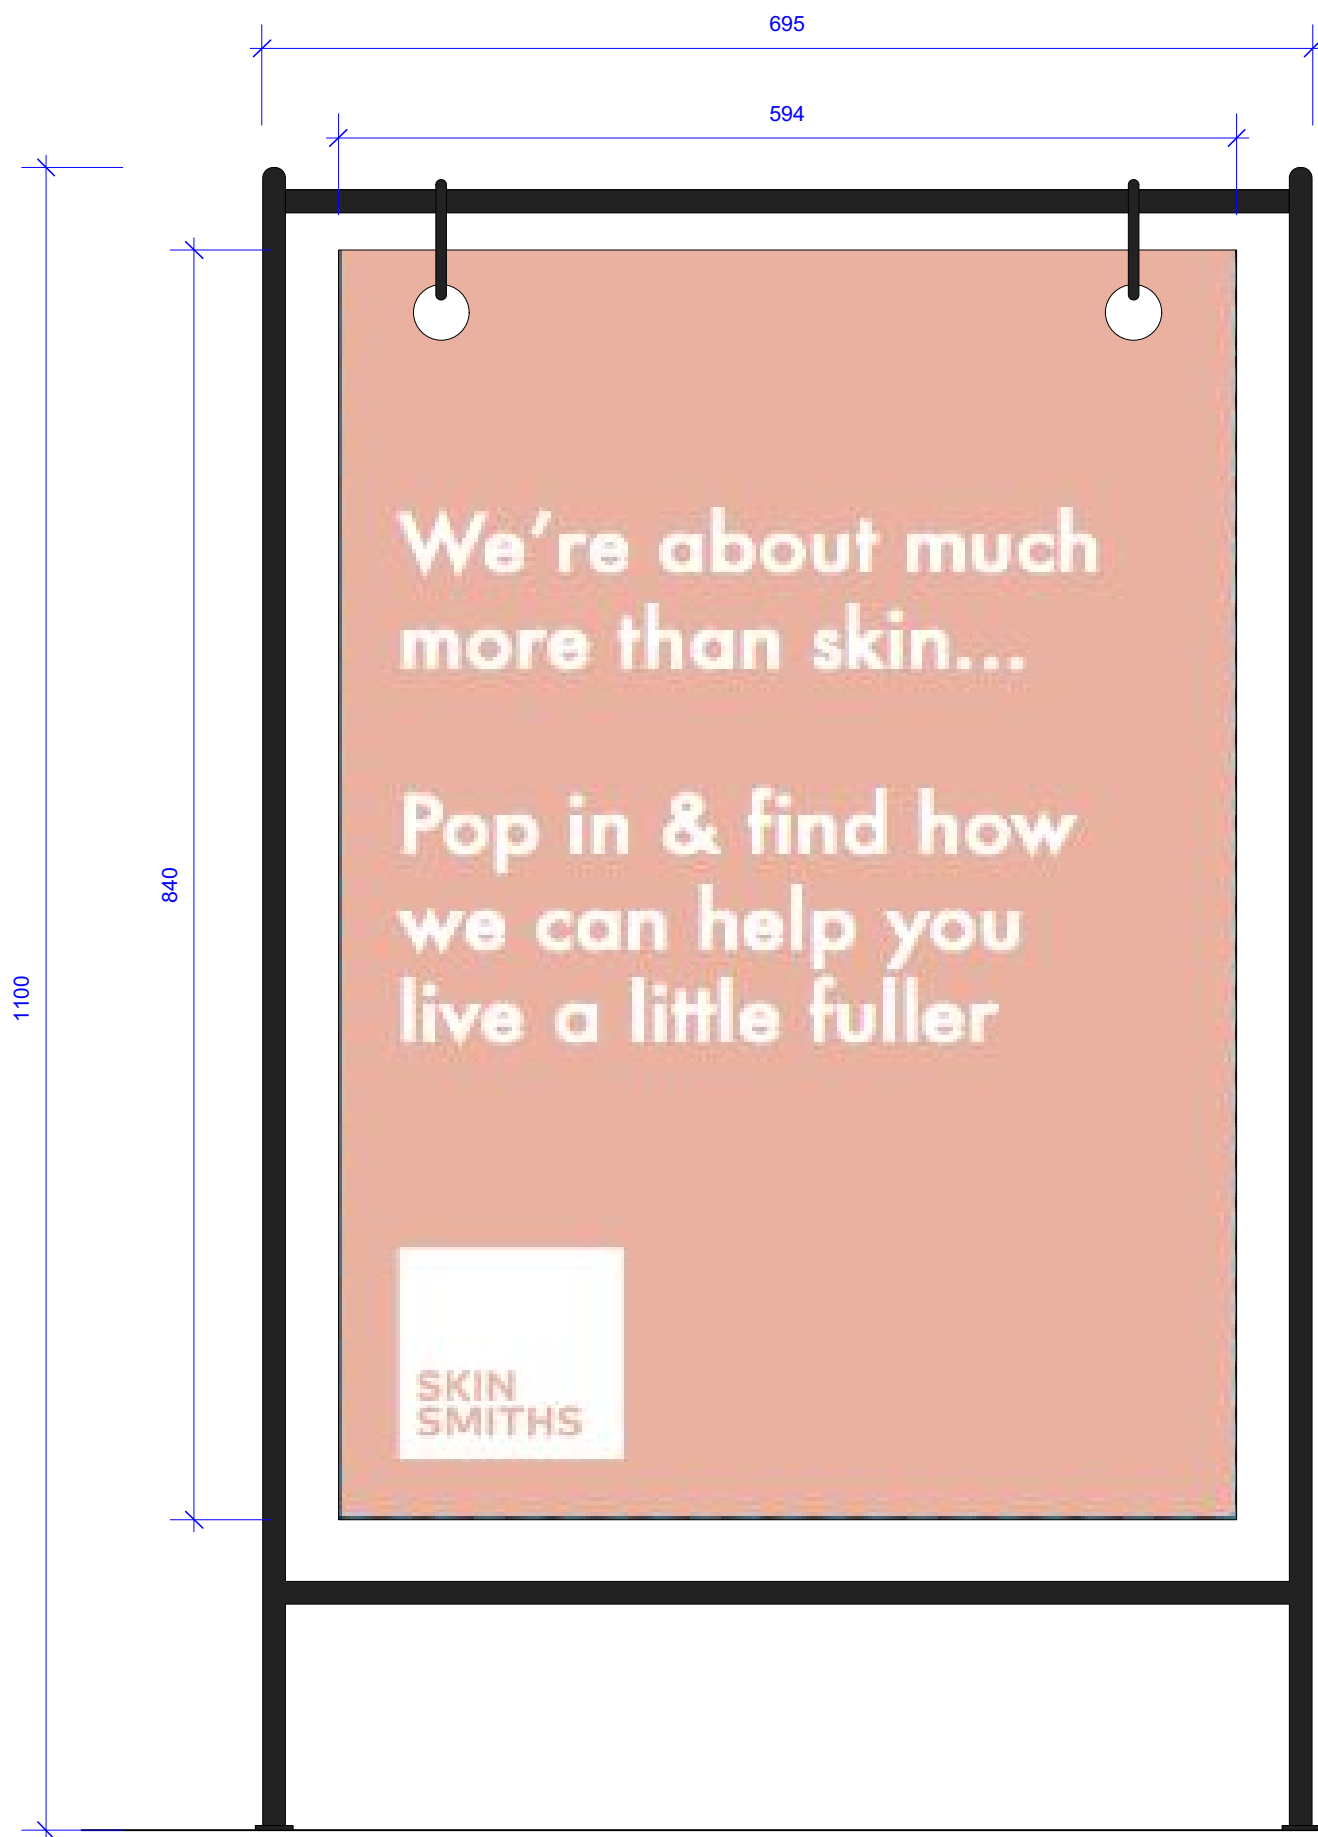 695
594
840
1100
We're about much
more than skin...
Pop in & find how
we can help you
live a little fuller
SKIN
SMITHS